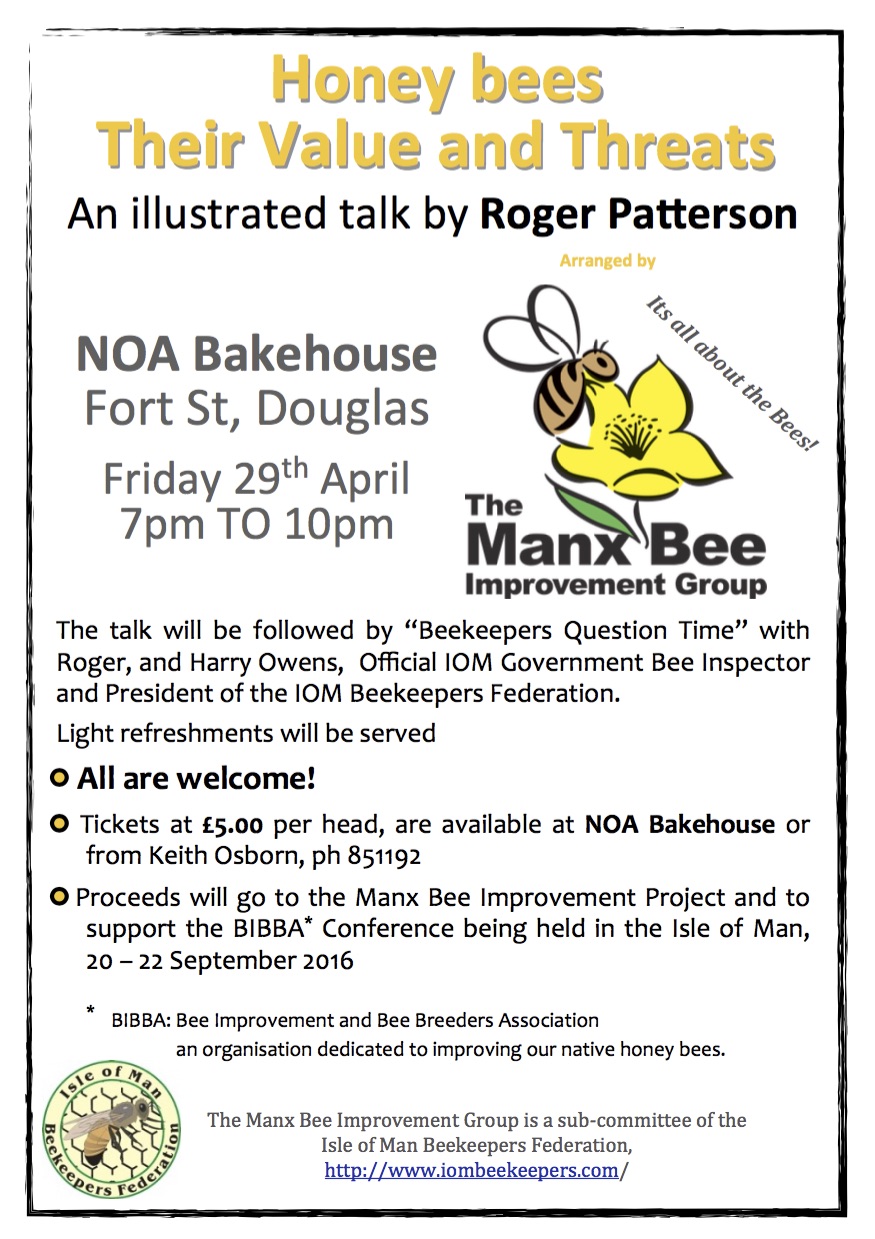 Honey bees
Their Value and Threats
An illustrated talk by Roger Patterson
Arranged by
Its all about the Bees!
NOA Bakehouse
Fort St, Douglas
Friday 29th April
7pm TO 10pm
The
Manx Bee
Improvement Group
The talk will be followed by “Beekeepers Question Time” with
Roger, and Harry Owens, Official IOM Government Bee Inspector
and President of the IOM Beekeepers Federation.
Light refreshments will be served
All are welcome!
Tickets at £5.00 per head, are available at NOA Bakehouse or
from Keith Osborn, ph 851192
Proceeds will go to the Manx Bee Improvement Project and to
support the BIBBA* Conference being held in the Isle of Man,
20 – 22 September 2016
* BIBBA: Bee Improvement and Bee Breeders Association
an organisation dedicated to improving our native honey bees.
Isle of Man
Beekeepers Federation
The Manx Bee Improvement Group is a sub-committee of the
Isle of Man Beekeepers Federation,
http://www.iombeekeepers.com/